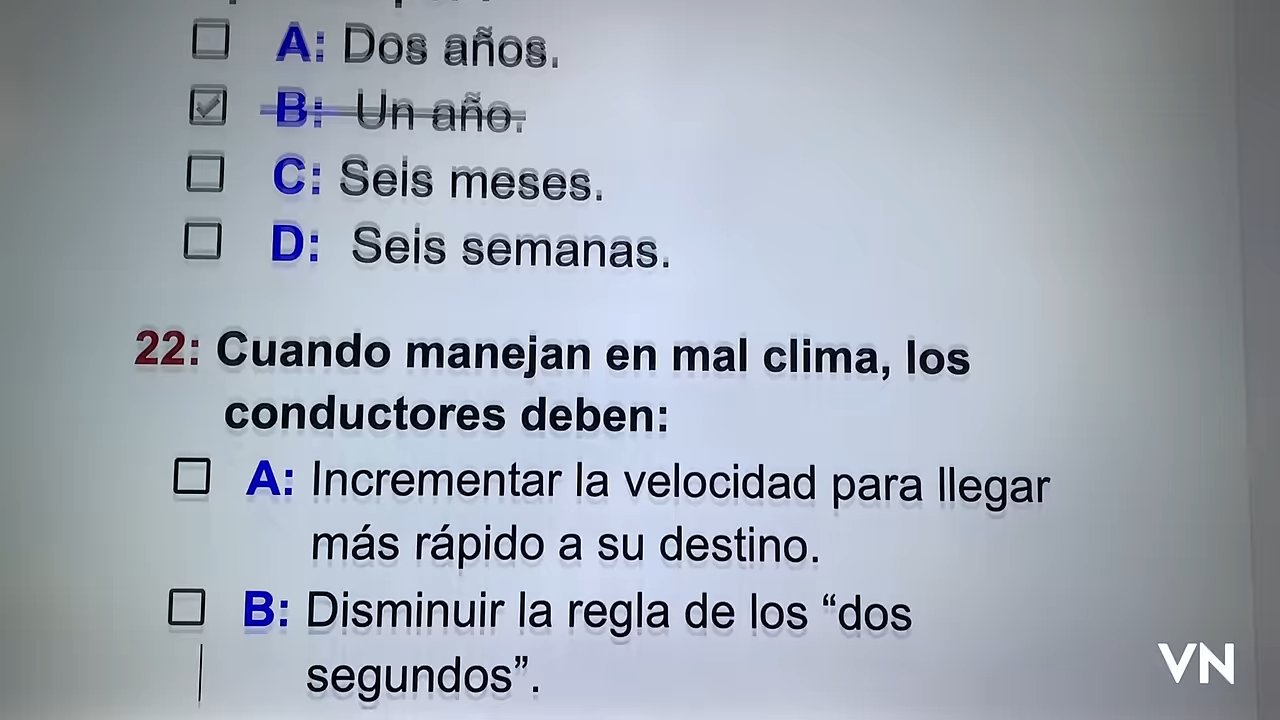 A: Dos años.
B: Un año.
C: Seis meses.
D: Seis semanas.
22: Cuando manejan en mal clima, los
conductores deben:
A: Incrementar la velocidad para llegar
más rápido a su destino.
B: Disminuir la regla de los “dos
segundos”.
VN